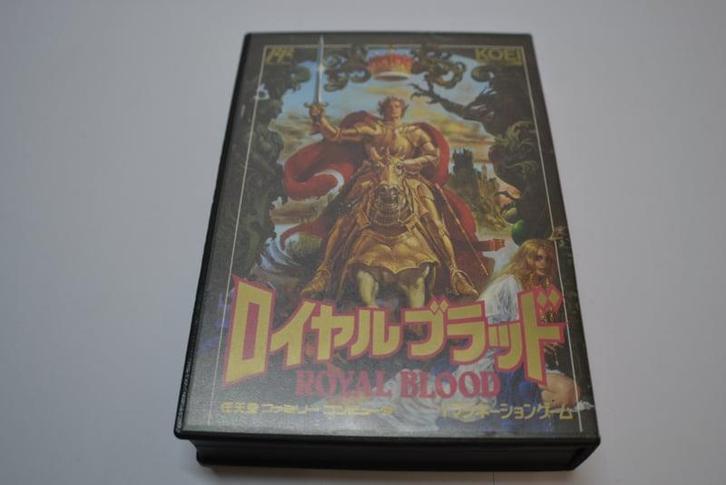 KOEI
ロイヤルブラッド
ROYAL BLOOD
任天堂 ファミリーコンピュータ イマジネーションゲーム